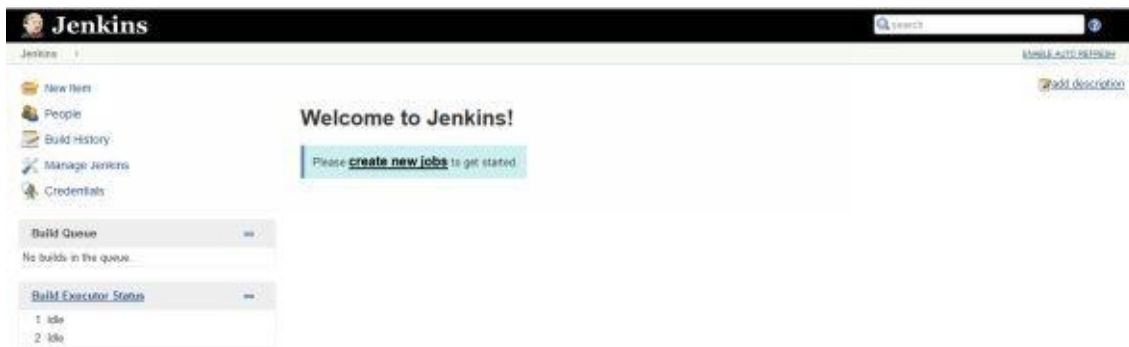 Jenkins
search
Jenkins
ENABLE AUTO REFRESH
add description
New Item
People
Build History
Manage Jenkins
Credentials
Welcome to Jenkins!
Please create new jobs to get started.
Build Queue
No builds in the queue.
Build Executor Status
1 Idle
2 Idle